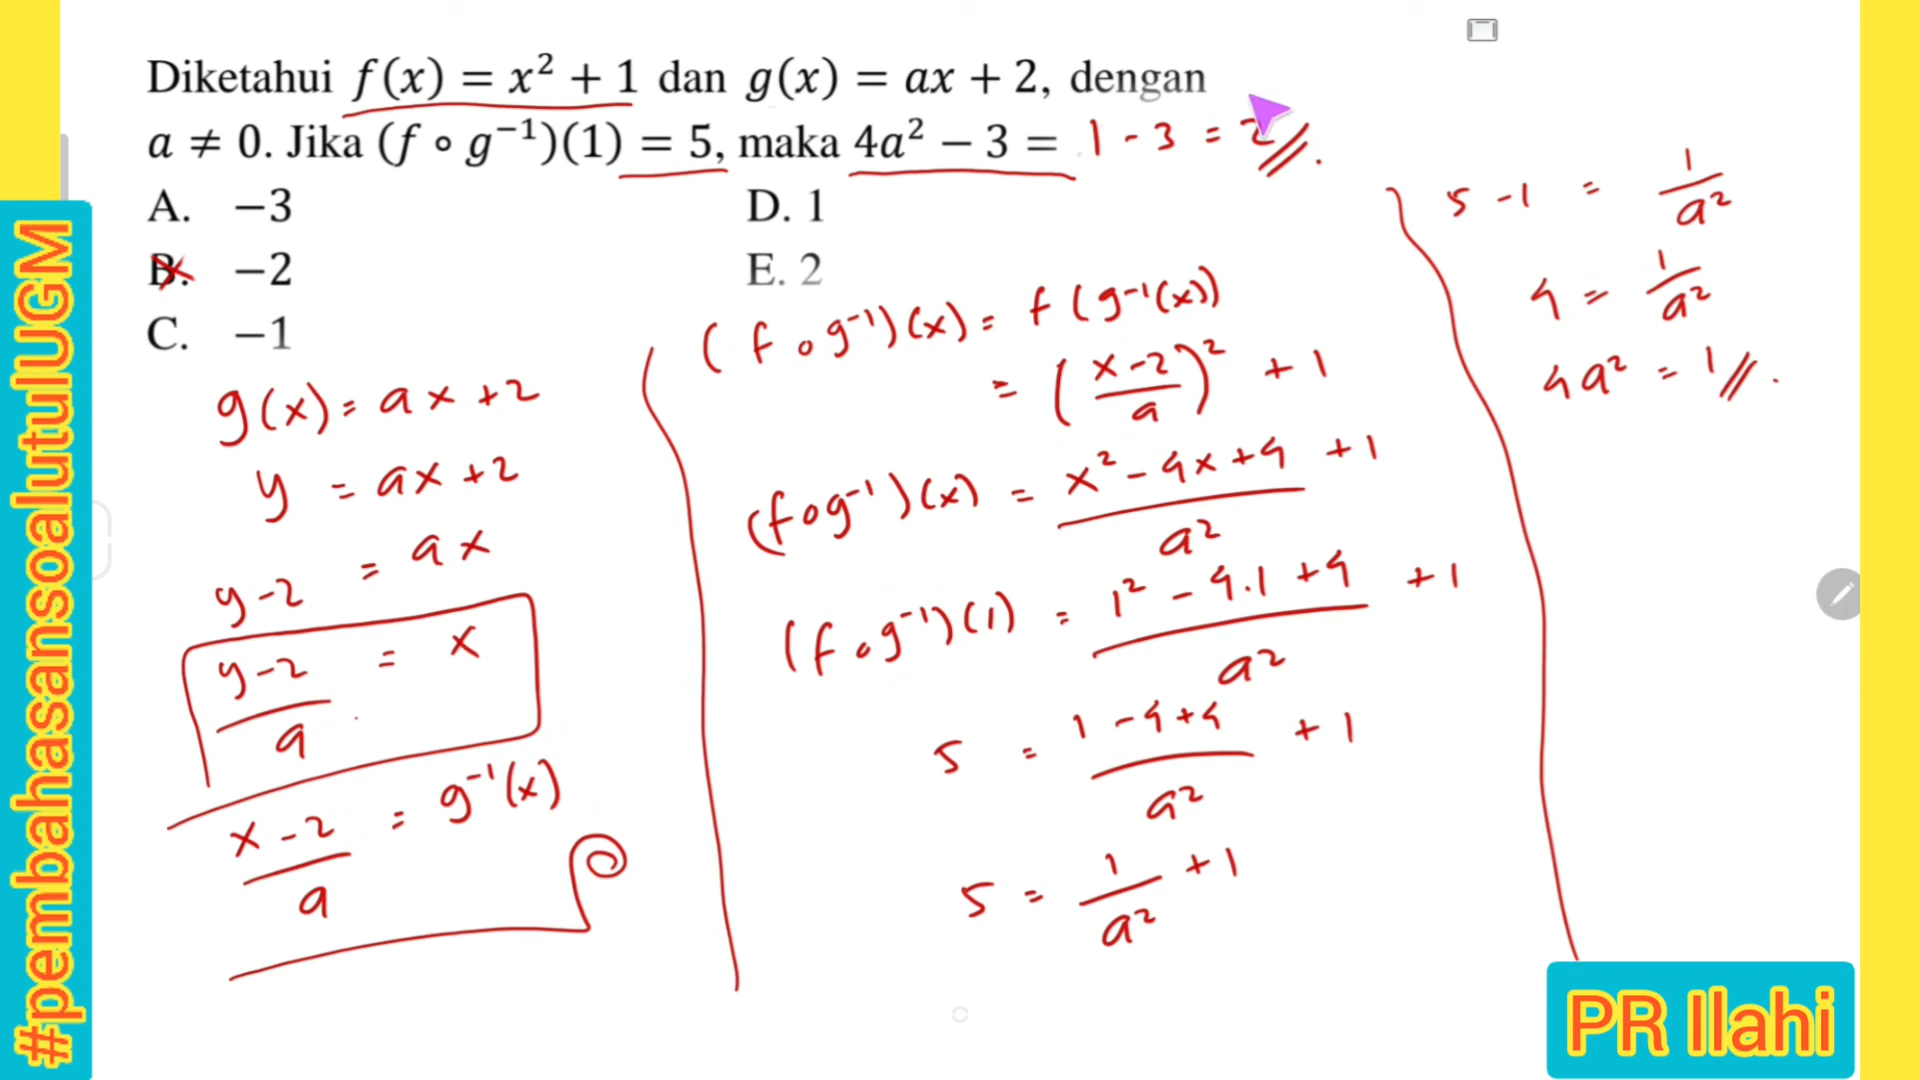 Diketahui f(x) = x² + 1 dan g(x) = ax + 2, dengan
a ≠ 0. Jika (f ∘ g⁻¹)(1) = 5, maka 4a² − 3 = 1 - 3 = 2 //.
A. −3
B. −2
C. −1
D. 1
E. 2
g(x) = ax + 2
y = ax + 2
y - 2 = ax
(y - 2)/a = x
(x - 2)/a = g⁻¹(x)
(f ∘ g⁻¹)(x) = f(g⁻¹(x))
= ((x - 2)/a)² + 1
(f ∘ g⁻¹)(x) = (x² - 4x + 4)/a² + 1
(f ∘ g⁻¹)(1) = (1² - 4.1 + 4)/a² + 1
5 = (1 - 4 + 4)/a² + 1
5 = 1/a² + 1
5 - 1 = 1/a²
4 = 1/a²
4a² = 1 //.
#pembahasansoalutulUGM
PR Ilahi